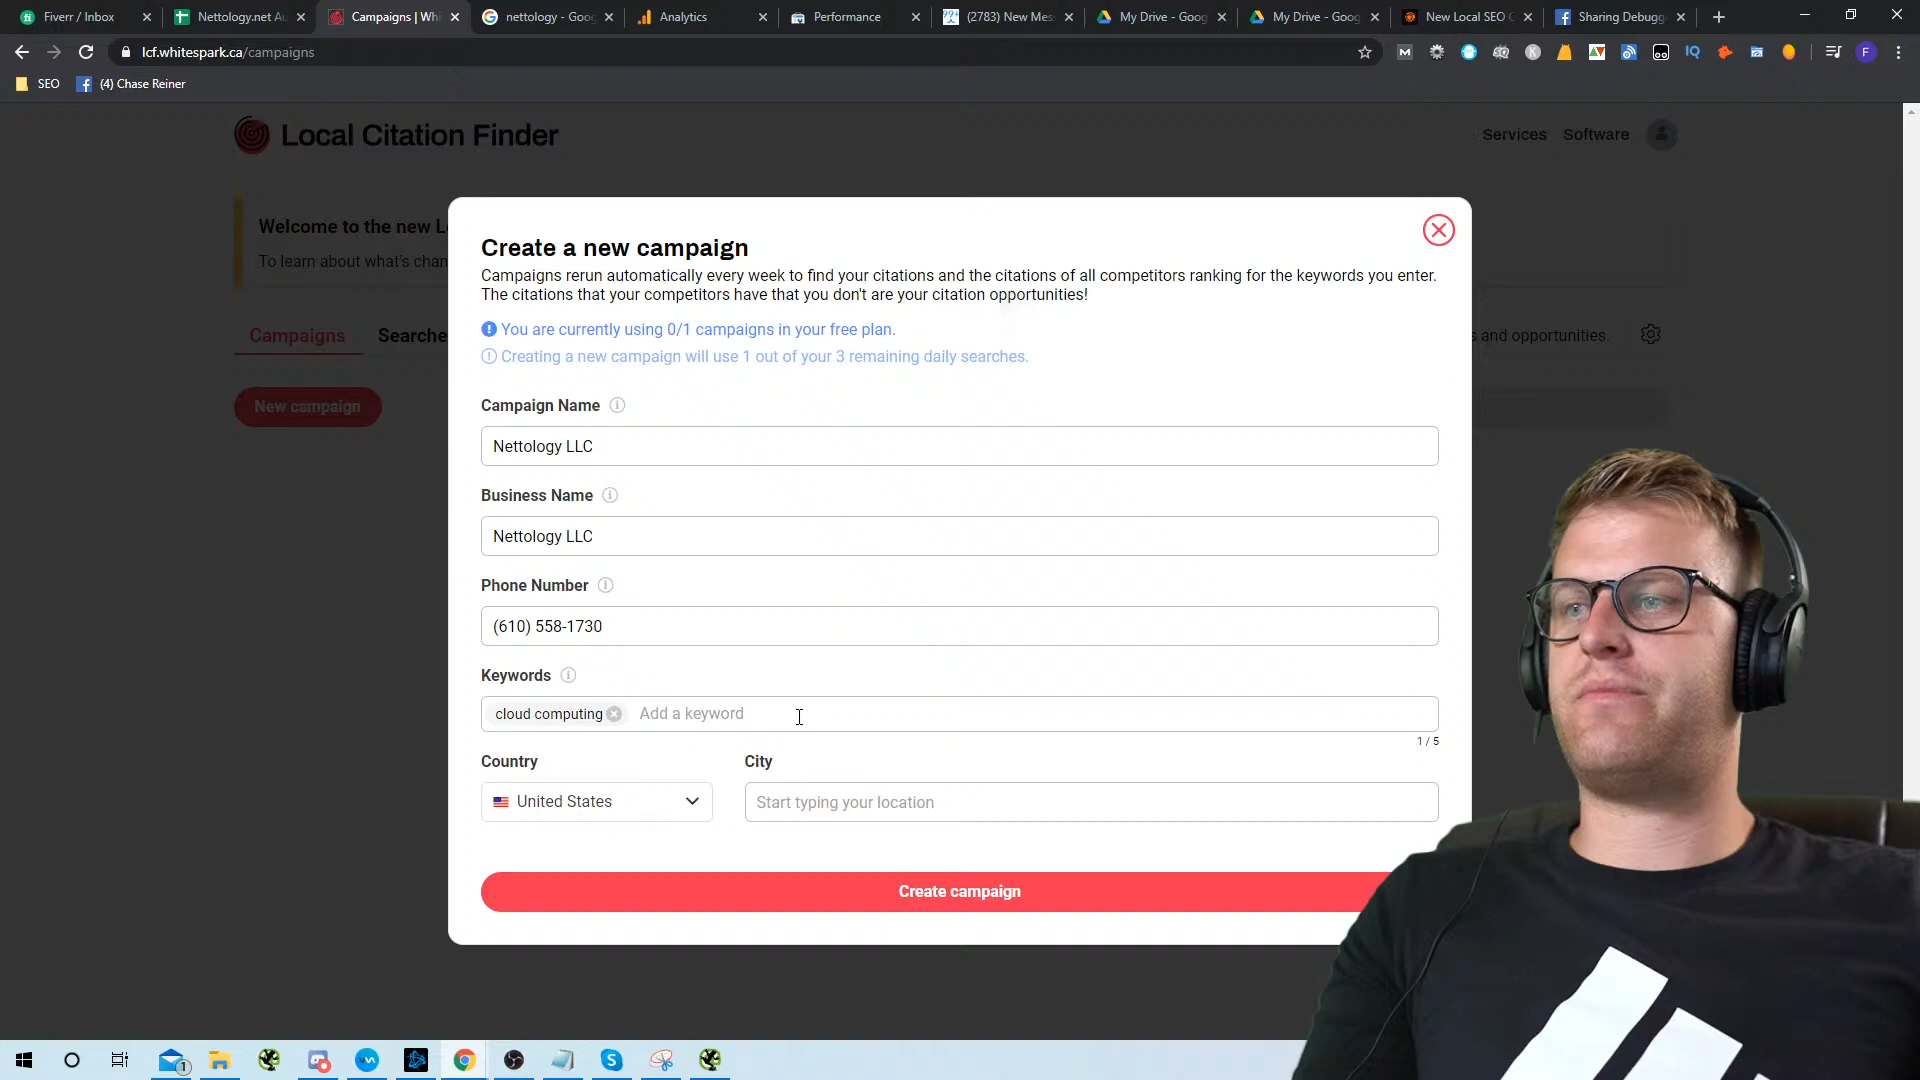 Fiverr / Inbox
Nettology.net Au
Campaigns | Whi
nettology - Goog
Analytics
Performance
(2783) New Mes
My Drive - Goog
My Drive - Goog
New Local SEO C
Sharing Debugg
lcf.whitespark.ca/campaigns
SEO
(4) Chase Reiner
Local Citation Finder
Services
Software
Welcome to the new L
To learn about what's chan
Campaigns
Searche
s and opportunities.
New campaign
Create a new campaign
Campaigns rerun automatically every week to find your citations and the citations of all competitors ranking for the keywords you enter.
The citations that your competitors have that you don't are your citation opportunities!
You are currently using 0/1 campaigns in your free plan.
Creating a new campaign will use 1 out of your 3 remaining daily searches.
Campaign Name
Nettology LLC
Business Name
Nettology LLC
Phone Number
(610) 558-1730
Keywords
cloud computing
Add a keyword
1 / 5
Country
City
United States
Start typing your location
Create campaign